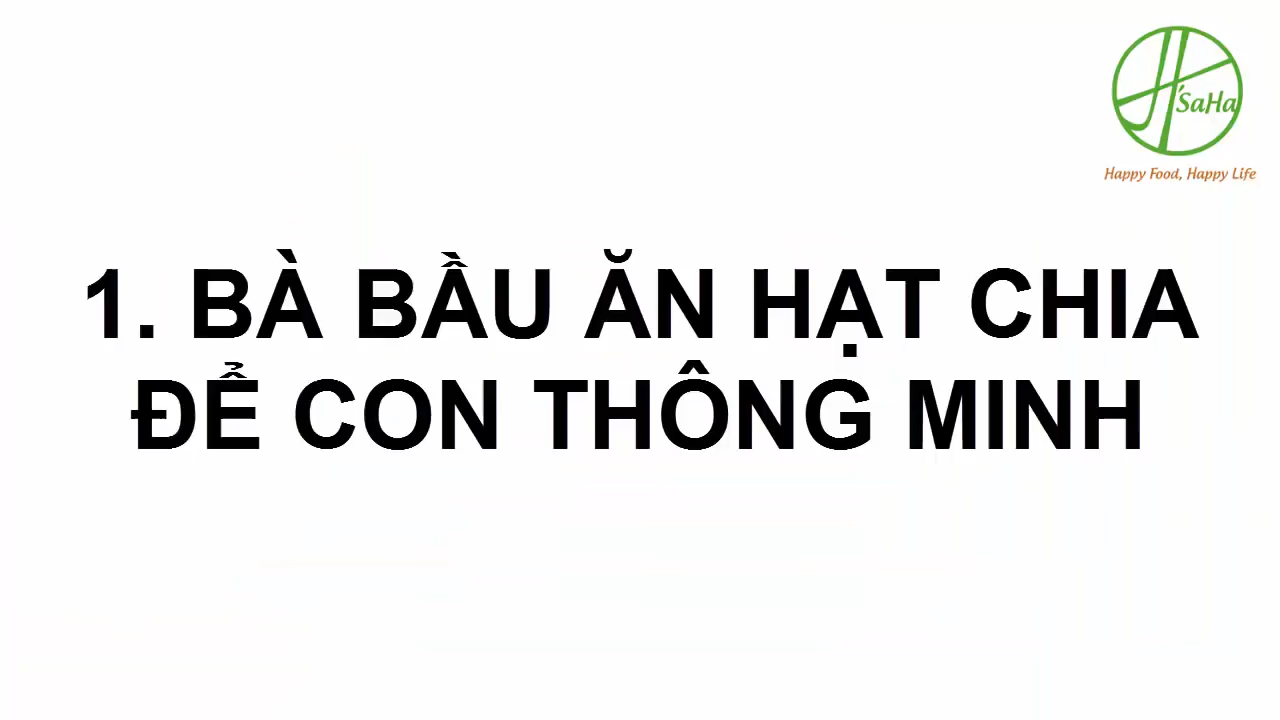 H'SaHa
Happy Food, Happy Life
1. BÀ BẦU ĂN HẠT CHIA
ĐỂ CON THÔNG MINH